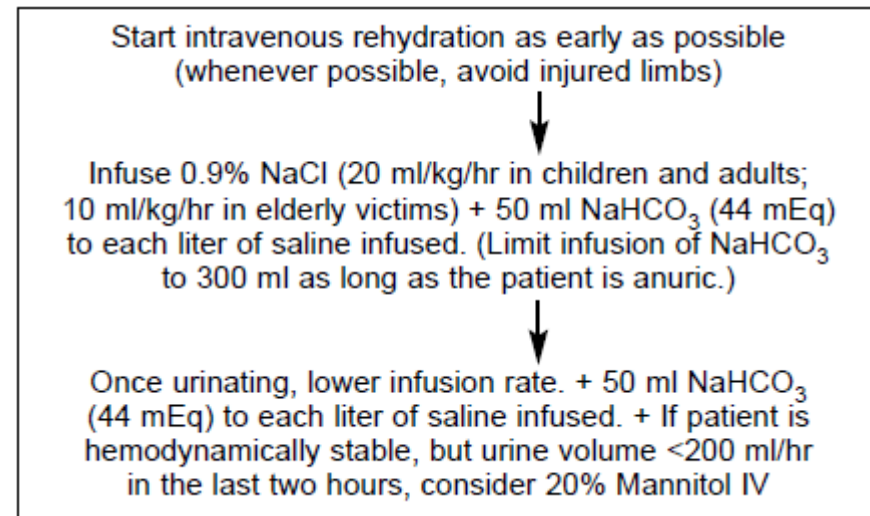 Start intravenous rehydration as early as possible
(whenever possible, avoid injured limbs)
Infuse 0.9% NaCl (20 ml/kg/hr in children and adults;
10 ml/kg/hr in elderly victims) + 50 ml NaHCO₃ (44 mEq)
to each liter of saline infused. (Limit infusion of NaHCO₃
to 300 ml as long as the patient is anuric.)
Once urinating, lower infusion rate. + 50 ml NaHCO₃
(44 mEq) to each liter of saline infused. + If patient is
hemodynamically stable, but urine volume <200 ml/hr
in the last two hours, consider 20% Mannitol IV